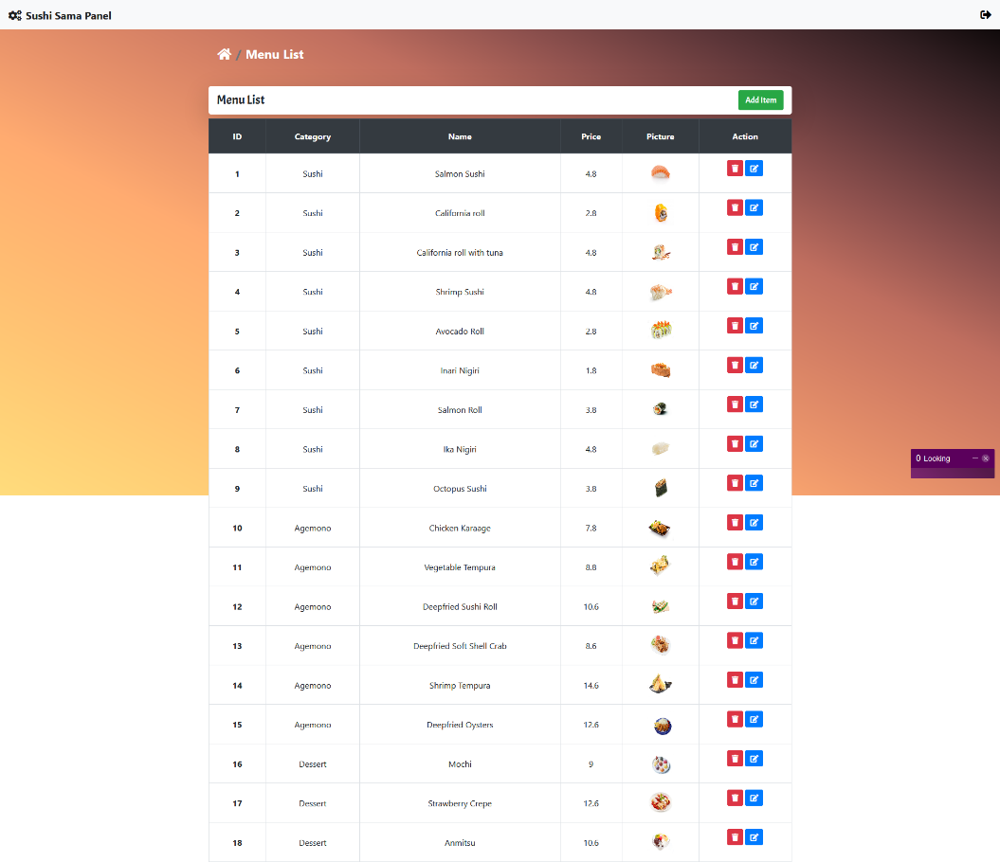 Sushi Sama Panel
/ Menu List
Menu List Add Item
ID Category Name Price Picture Action
1 Sushi Salmon Sushi 4.8
2 Sushi California roll 2.8
3 Sushi California roll with tuna 4.8
4 Sushi Shrimp Sushi 4.8
5 Sushi Avocado Roll 2.8
6 Sushi Inari Nigiri 1.8
7 Sushi Salmon Roll 3.8
8 Sushi Ika Nigiri 4.8
0 Looking
9 Sushi Octopus Sushi 3.8
10 Agemono Chicken Karaage 7.8
11 Agemono Vegetable Tempura 8.8
12 Agemono Deepfried Sushi Roll 10.6
13 Agemono Deepfried Soft Shell Crab 8.6
14 Agemono Shrimp Tempura 14.6
15 Agemono Deepfried Oysters 12.6
16 Dessert Mochi 9
17 Dessert Strawberry Crepe 12.6
18 Dessert Anmitsu 10.6